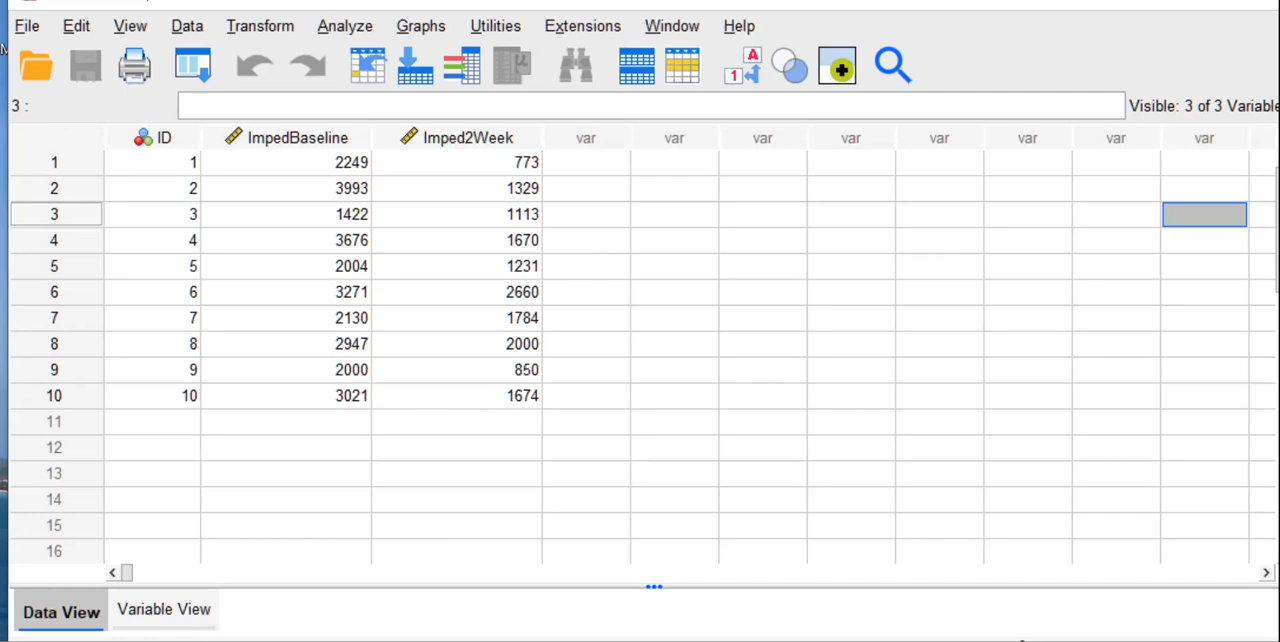 File Edit View Data Transform Analyze Graphs Utilities Extensions Window Help
A
1
3 :
Visible: 3 of 3 Variable
ID ImpedBaseline Imped2Week var var var var var var var var
1 1 2249 773
2 2 3993 1329
3 3 1422 1113
4 4 3676 1670
5 5 2004 1231
6 6 3271 2660
7 7 2130 1784
8 8 2947 2000
9 9 2000 850
10 10 3021 1674
11
12
13
14
15
16
Data View Variable View